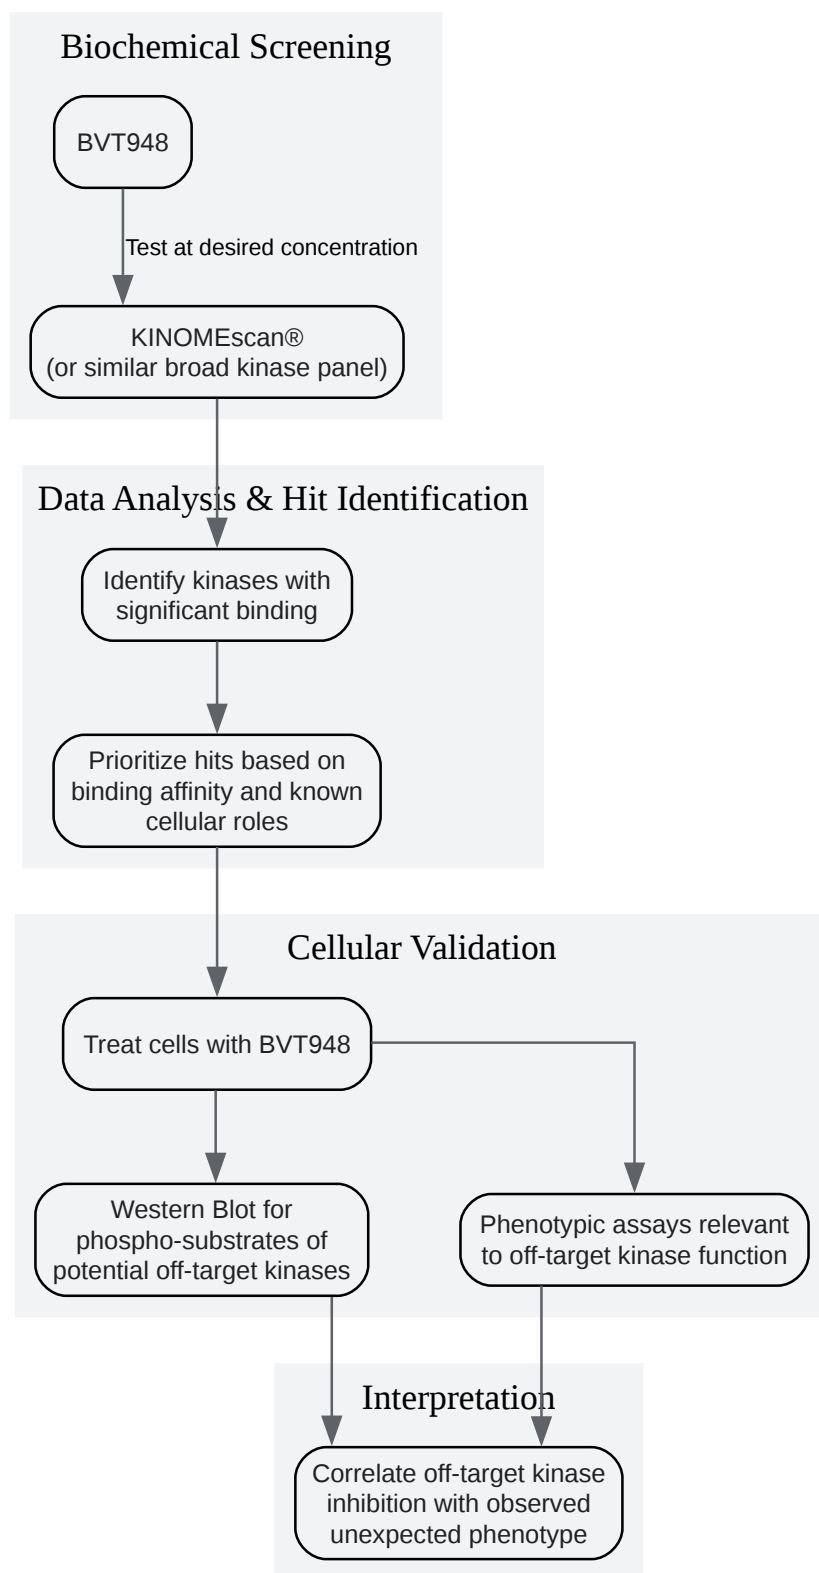 Biochemical Screening
BVT948
Test at desired concentration
KINOMEscan®
(or similar broad kinase panel)
Data Analysis & Hit Identification
Identify kinases with
significant binding
Prioritize hits based on
binding affinity and known
cellular roles
Cellular Validation
Treat cells with BVT948
Western Blot for
phospho-substrates of
potential off-target kinases
Phenotypic assays relevant
to off-target kinase function
Interpretation
Correlate off-target kinase
inhibition with observed
unexpected phenotype